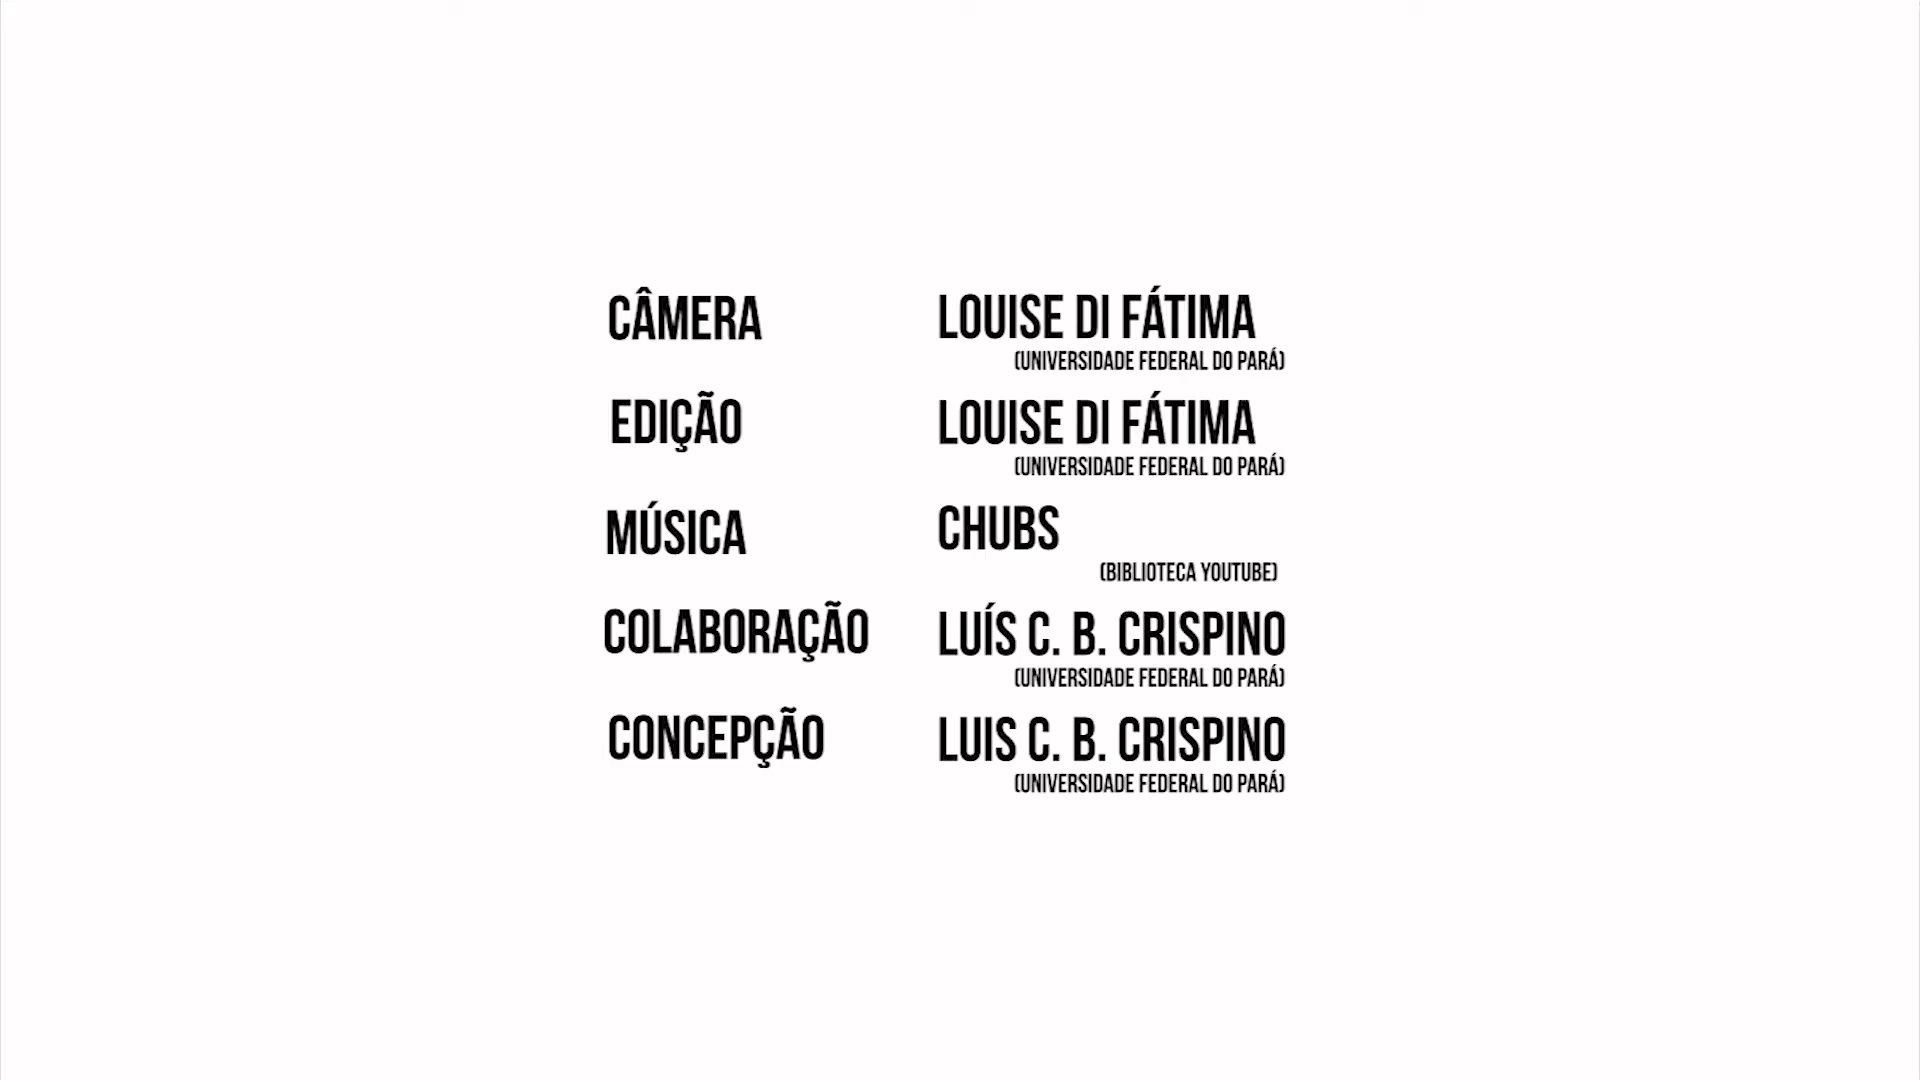 CÂMERA LOUISE DI FÁTIMA
(UNIVERSIDADE FEDERAL DO PARÁ)
EDIÇÃO LOUISE DI FÁTIMA
(UNIVERSIDADE FEDERAL DO PARÁ)
MÚSICA CHUBS
(BIBLIOTECA YOUTUBE)
COLABORAÇÃO LUÍS C. B. CRISPINO
(UNIVERSIDADE FEDERAL DO PARÁ)
CONCEPÇÃO LUIS C. B. CRISPINO
(UNIVERSIDADE FEDERAL DO PARÁ)